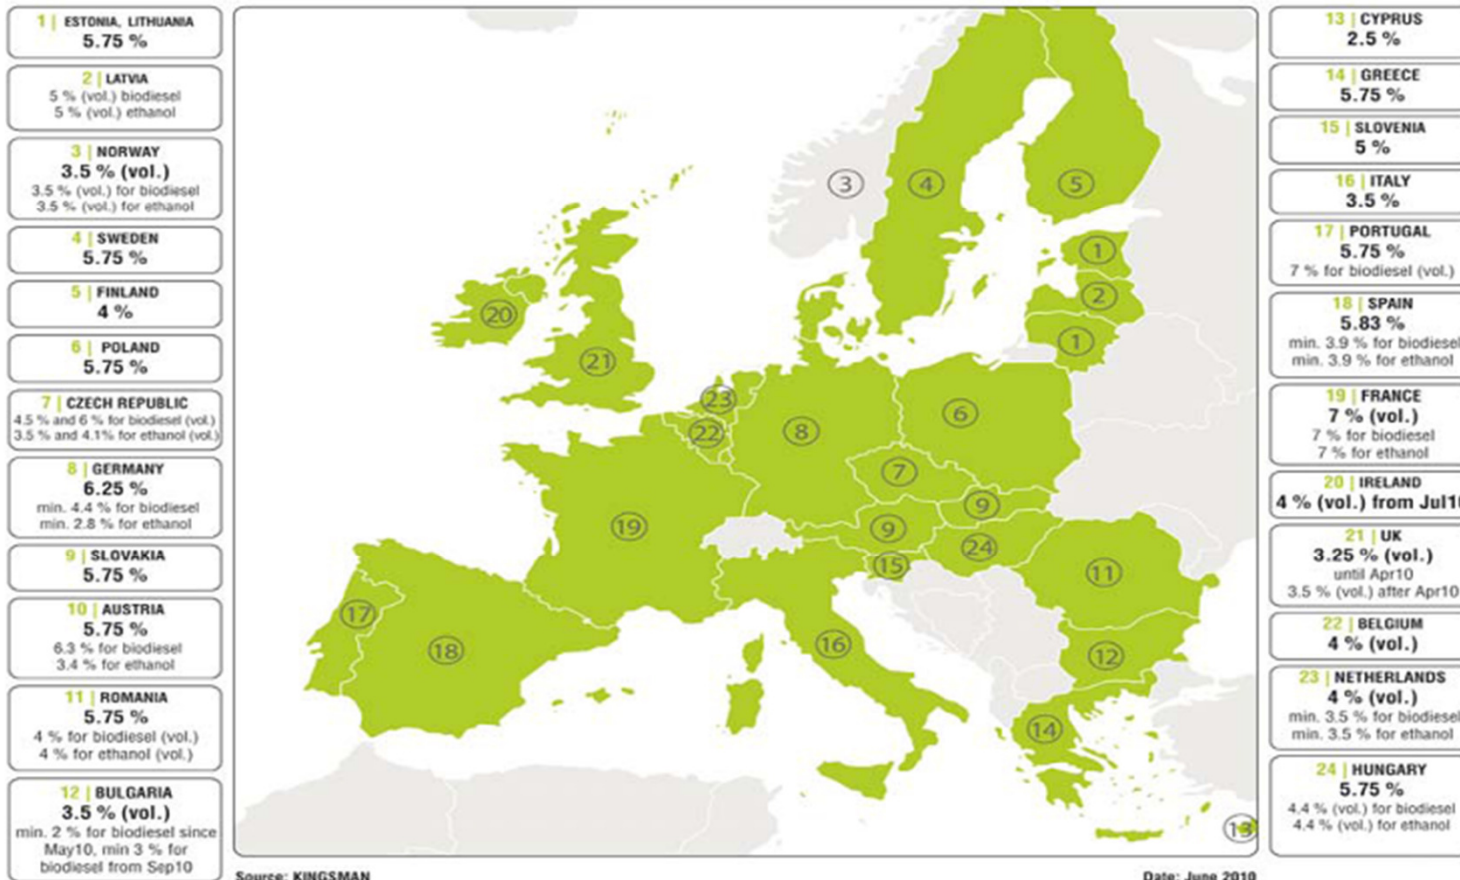 1 | ESTONIA, LITHUANIA
5.75 %
2 | LATVIA
5 % (vol.) biodiesel
5 % (vol.) ethanol
3 | NORWAY
3.5 % (vol.)
3.5 % (vol.) for biodiesel
3.5 % (vol.) for ethanol
4 | SWEDEN
5.75 %
5 | FINLAND
4 %
6 | POLAND
5.75 %
7 | CZECH REPUBLIC
4.5 % and 6 % for biodiesel (vol.)
3.5 % and 4.1% for ethanol (vol.)
8 | GERMANY
6.25 %
min. 4.4 % for biodiesel
min. 2.8 % for ethanol
9 | SLOVAKIA
5.75 %
10 | AUSTRIA
5.75 %
6.3 % for biodiesel
3.4 % for ethanol
11 | ROMANIA
5.75 %
4 % for biodiesel (vol.)
4 % for ethanol (vol.)
12 | BULGARIA
3.5 % (vol.)
min. 2 % for biodiesel since
May10, min 3 % for
biodiesel from Sep10
3
4
5
1
2
1
20
21
23
22
8
6
7
9
9
24
15
19
11
17
18
16
12
14
13
Source: KINGSMAN
Date: June 2010
13 | CYPRUS
2.5 %
14 | GREECE
5.75 %
15 | SLOVENIA
5 %
16 | ITALY
3.5 %
17 | PORTUGAL
5.75 %
7 % for biodiesel (vol.)
18 | SPAIN
5.83 %
min. 3.9 % for biodiesel
min. 3.9 % for ethanol
19 | FRANCE
7 % (vol.)
7 % for biodiesel
7 % for ethanol
20 | IRELAND
4 % (vol.) from Jul10
21 | UK
3.25 % (vol.)
until Apr10
3.5 % (vol.) after Apr10
22 | BELGIUM
4 % (vol.)
23 | NETHERLANDS
4 % (vol.)
min. 3.5 % for biodiesel
min. 3.5 % for ethanol
24 | HUNGARY
5.75 %
4.4 % (vol.) for biodiesel
4.4 % (vol.) for ethanol